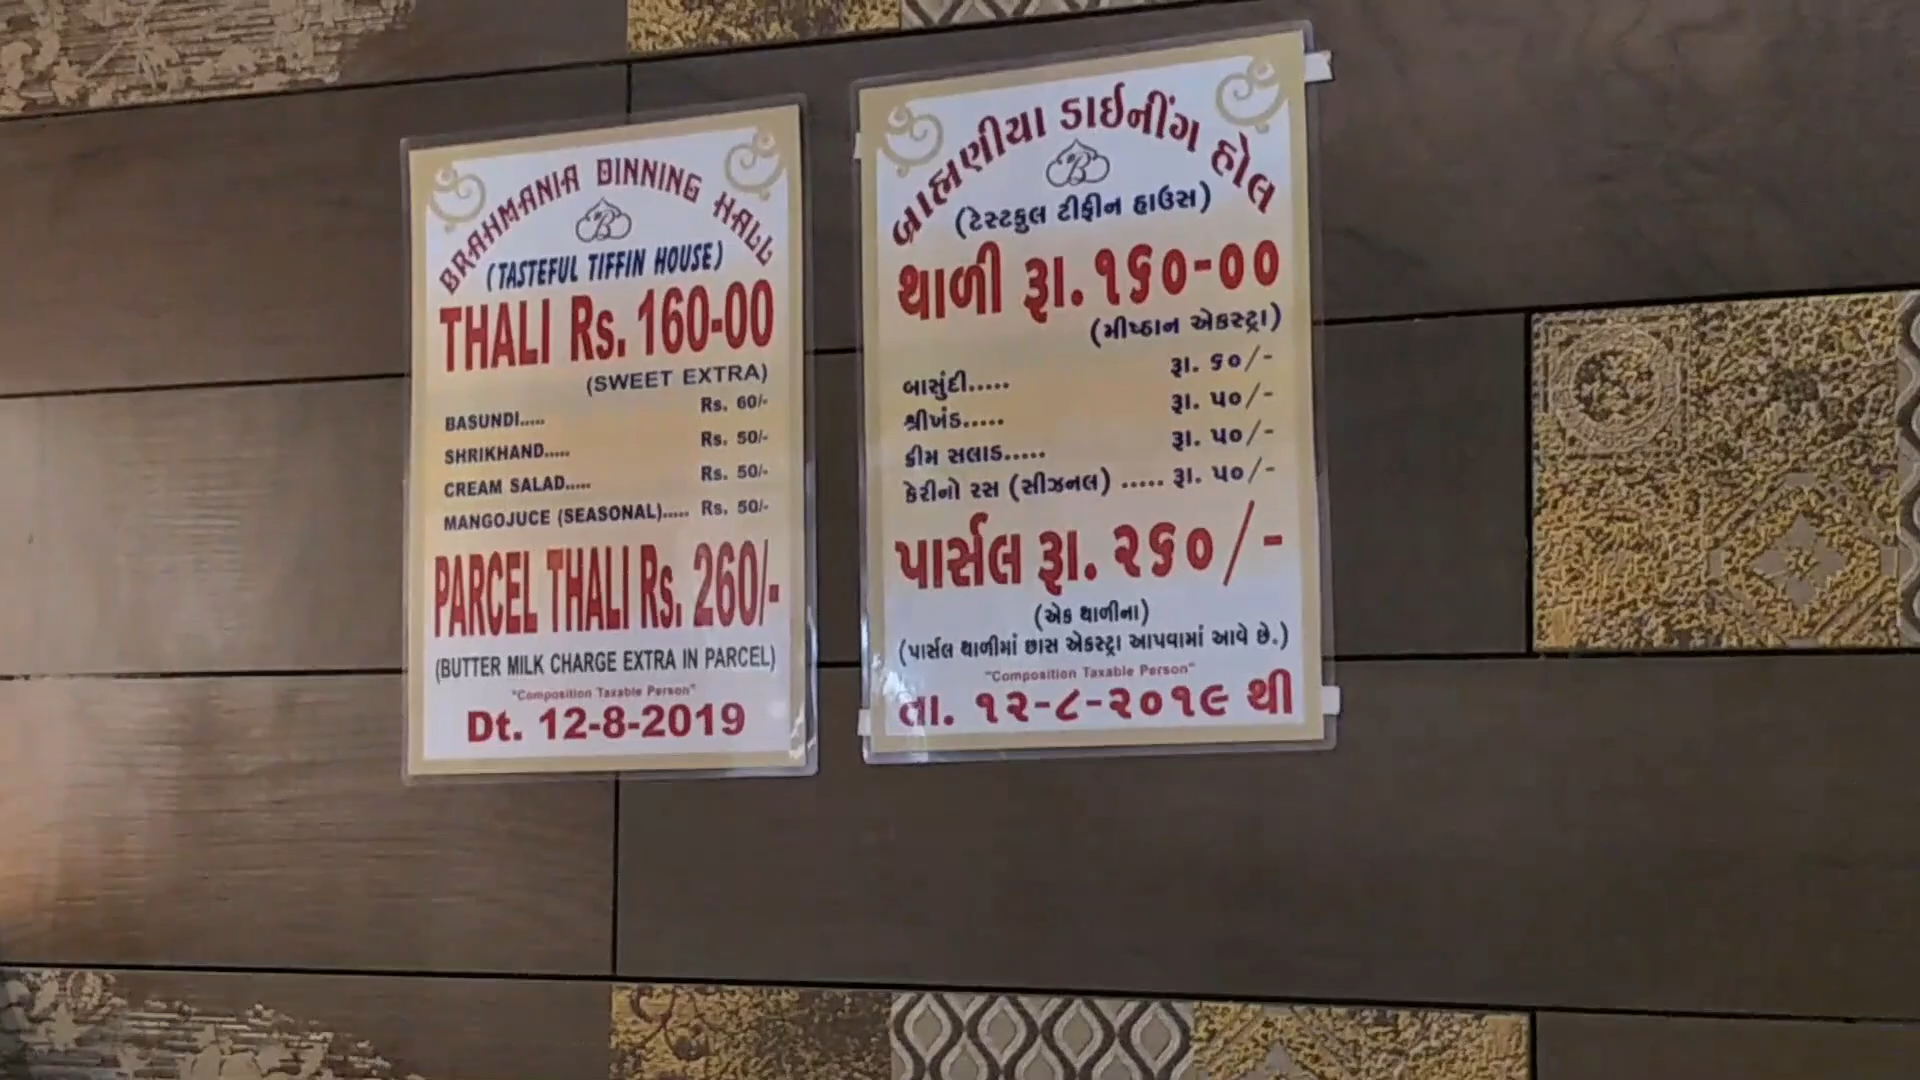 BRAHMANIA DINNING HALL
B
(TASTEFUL TIFFIN HOUSE)
THALI Rs. 160-00
(SWEET EXTRA)
BASUNDI..... Rs. 60/-
SHRIKHAND..... Rs. 50/-
CREAM SALAD..... Rs. 50/-
MANGOJUCE (SEASONAL)..... Rs. 50/-
PARCEL THALI Rs. 260/-
(BUTTER MILK CHARGE EXTRA IN PARCEL)
"Composition Taxable Person"
Dt. 12-8-2019
બ્રાહ્મણીયા ડાઈનીંગ હોલ
B
(ટેસ્ટફુલ ટીફીન હાઉસ)
થાળી રૂા. ૧૬૦-૦૦
(મીષ્ઠાન એકસ્ટ્રા)
બાસુંદી..... રૂા. ૬૦/-
શ્રીખંડ..... રૂા. ૫૦/-
ક્રીમ સલાડ..... રૂા. ૫૦/-
કેરીનો રસ (સીઝનલ) ..... રૂા. ૫૦/-
પાર્સલ રૂા. ૨૬૦/-
(એક થાળીના)
(પાર્સલ થાળીમાં છાસ એકસ્ટ્રા આપવામાં આવે છે.)
"Composition Taxable Person"
તા. ૧૨-૮-૨૦૧૯ થી